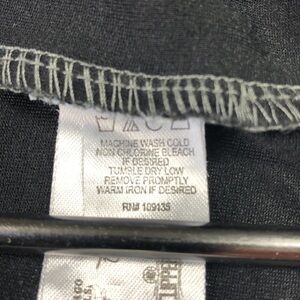 MACHINE WASH COLD
NON CHLORINE BLEACH
IF DESIRED
TUMBLE DRY LOW
REMOVE PROMPTLY
WARM IRON IF DESIRED
RN# 109135